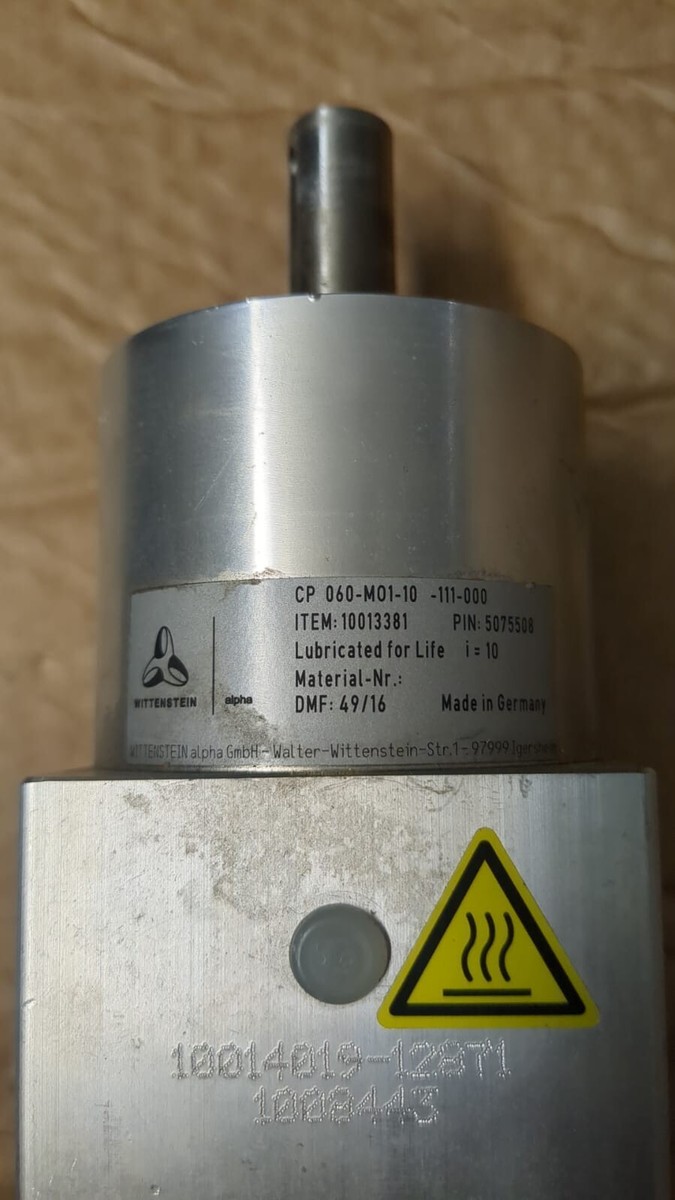 CP 060-M01-10 -111-000
ITEM: 10013381 PIN: 5075508
Lubricated for Life i = 10
Material-Nr.:
DMF: 49/16 Made in Germany
WITTENSTEIN alpha
WITTENSTEIN alpha GmbH - Walter-Wittenstein-Str.1 - 97999 Igersheim
10014019-12871
1008443